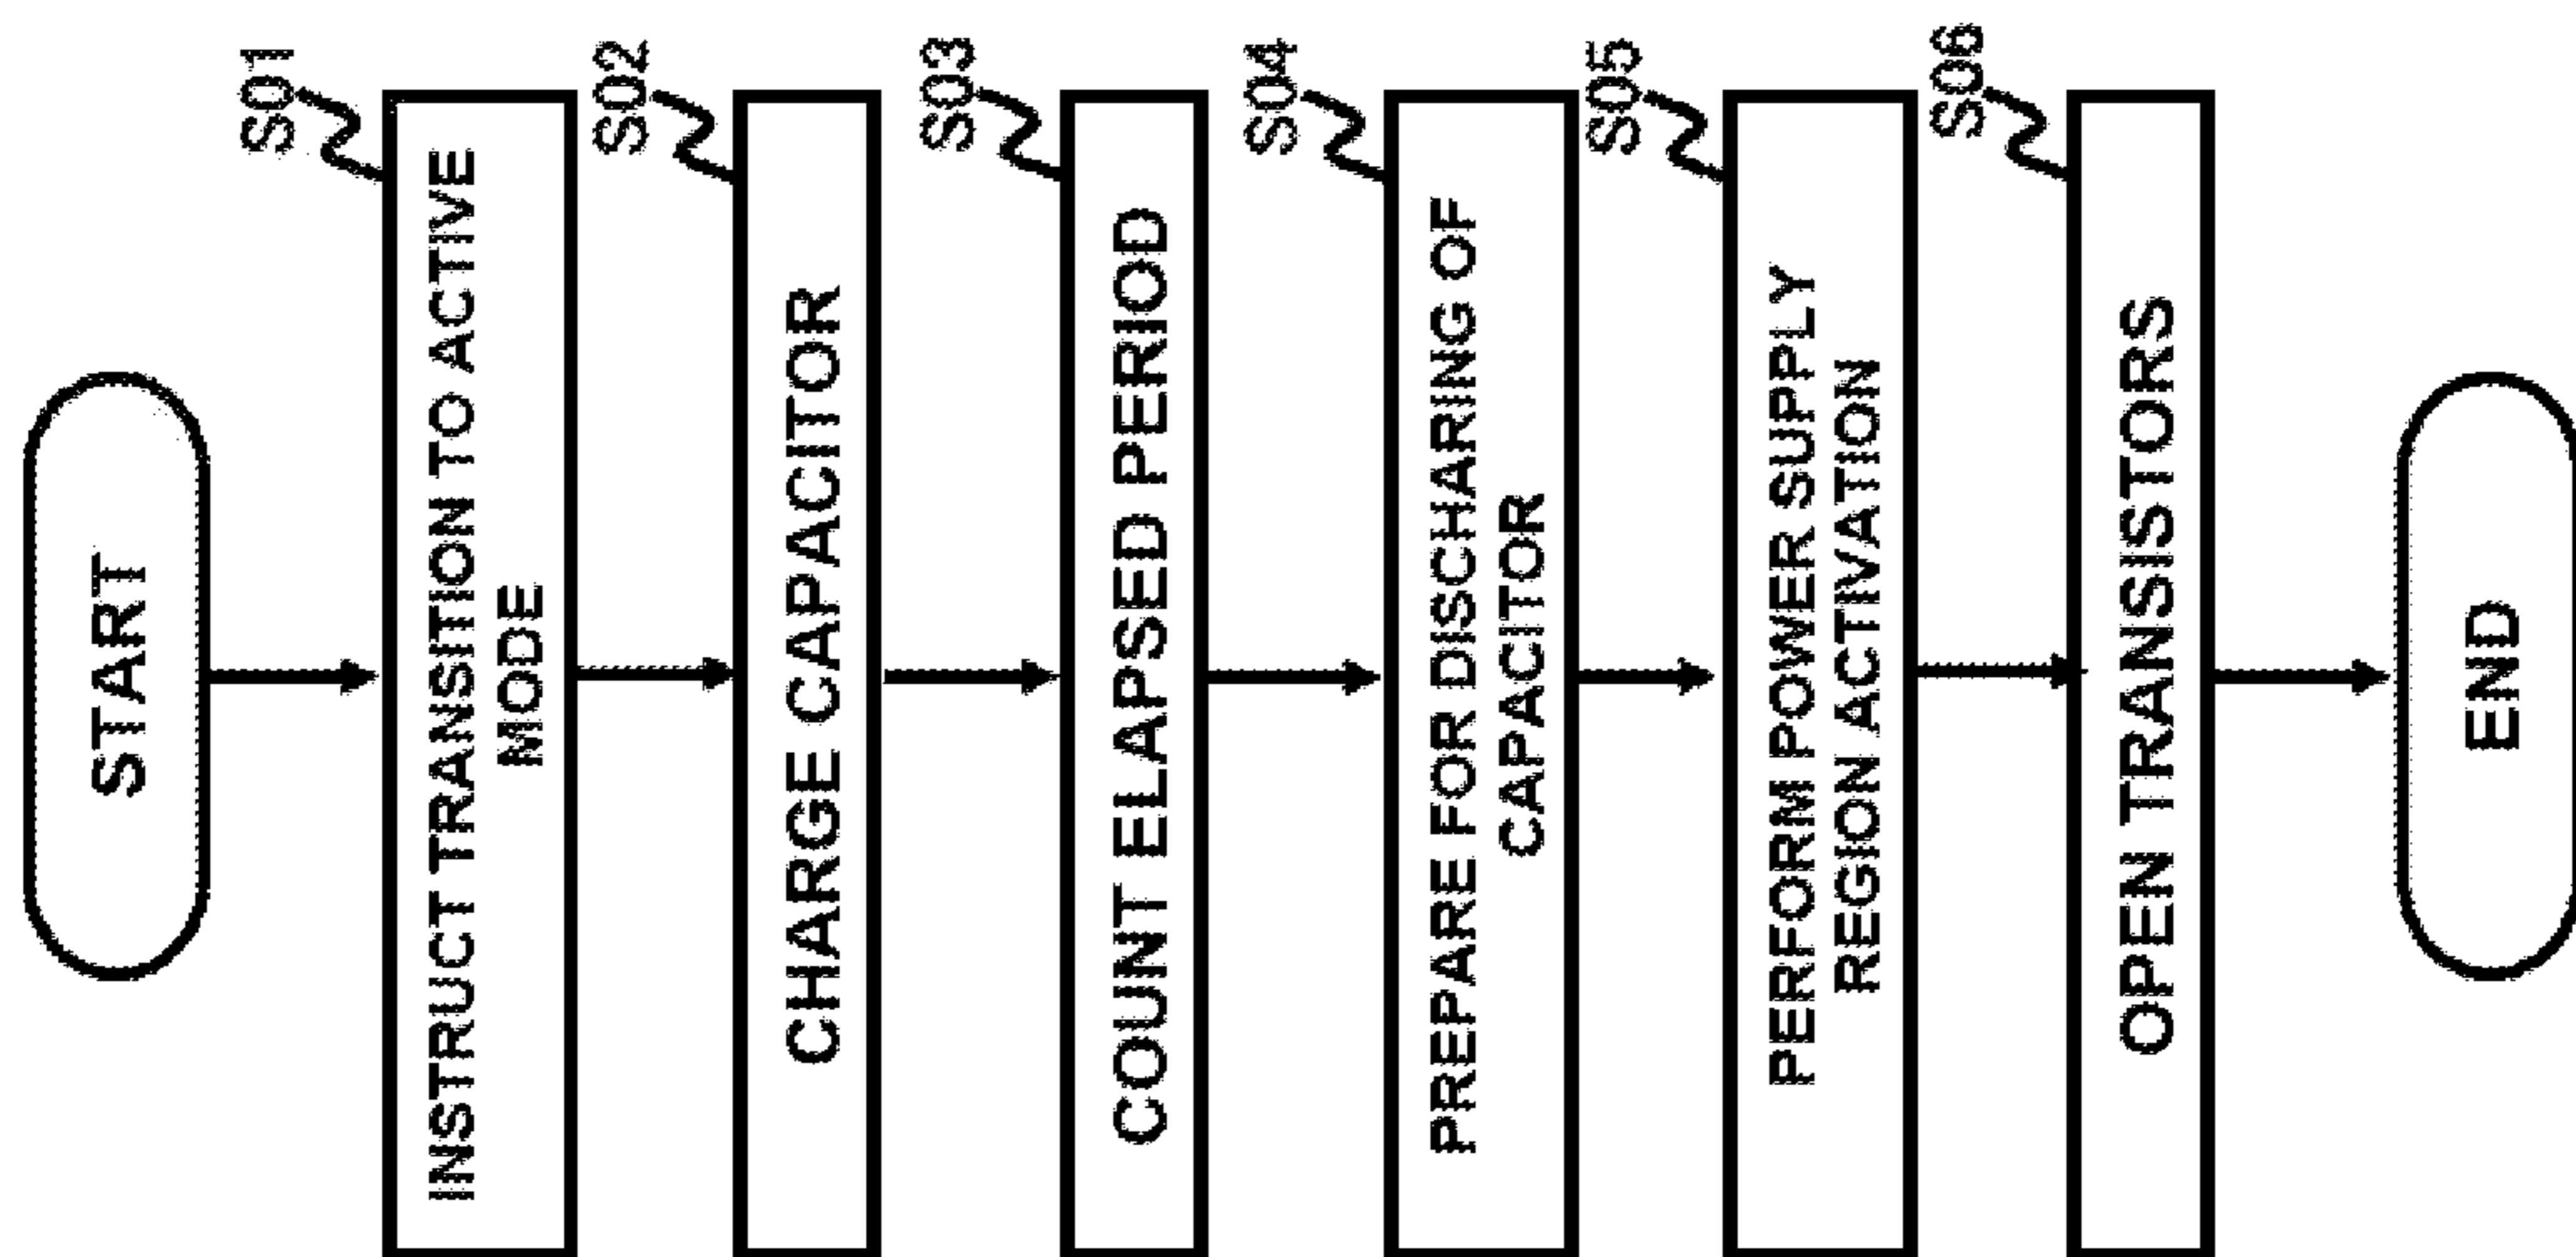 START
S01
INSTRUCT TRANSITION TO ACTIVE
MODE
S02
CHARGE CAPACITOR
S03
COUNT ELAPSED PERIOD
S04
PREPARE FOR DISCHARING OF
CAPACITOR
S05
PERFORM POWER SUPPLY
REGION ACTIVATION
S06
OPEN TRANSISTORS
END